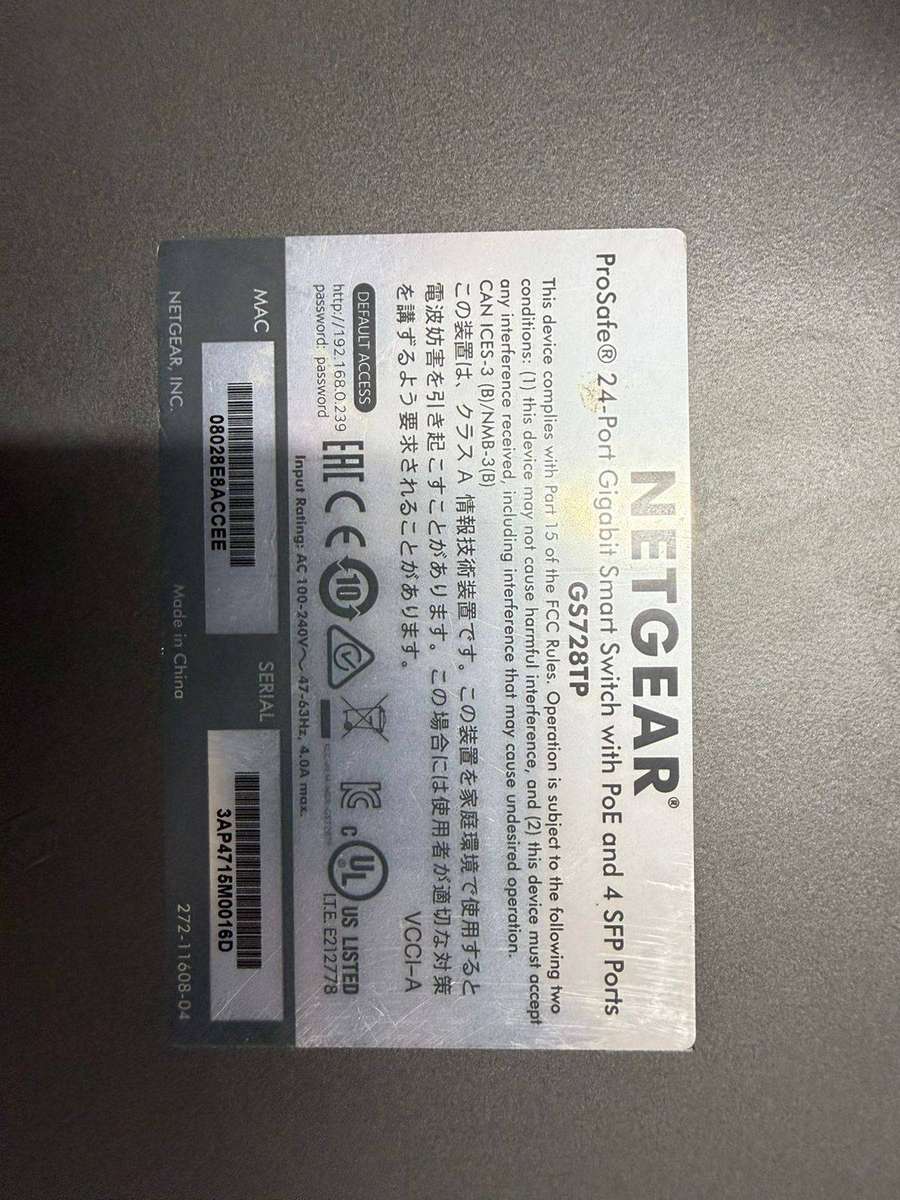 NETGEAR®
ProSafe® 24-Port Gigabit Smart Switch with PoE and 4 SFP Ports
GS728TP
This device complies with Part 15 of the FCC Rules. Operation is subject to the following two
conditions: (1) this device may not cause harmful interference, and (2) this device must accept
any interference received, including interference that may cause undesired operation.
CAN ICES-3 (B)/NMB-3(B)
この装置は、クラス A 情報技術装置です。この装置を家庭環境で使用すると
電波妨害を引き起こすことがあります。この場合には使用者が適切な対策
を講ずるよう要求されることがあります。
VCCI-A
DEFAULT ACCESS
http://192.168.0.239
password: password
EAC CE 10 c UL US LISTED
I.T.E. E212778
Input Rating: AC 100-240V～ 47-63Hz, 4.0A max.
MAC
08028E8ACCEE
SERIAL
3AP4715M0016D
NETGEAR, INC.
Made in China
272-11608-04